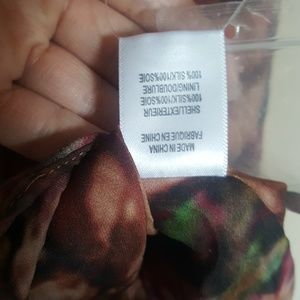 MADE IN CHINA
FABRIQUE EN CHINE
SHELL/EXTERIEUR
100% SILK/100%SOIE
LINING/DOUBLURE
100% SILK/100%SOIE